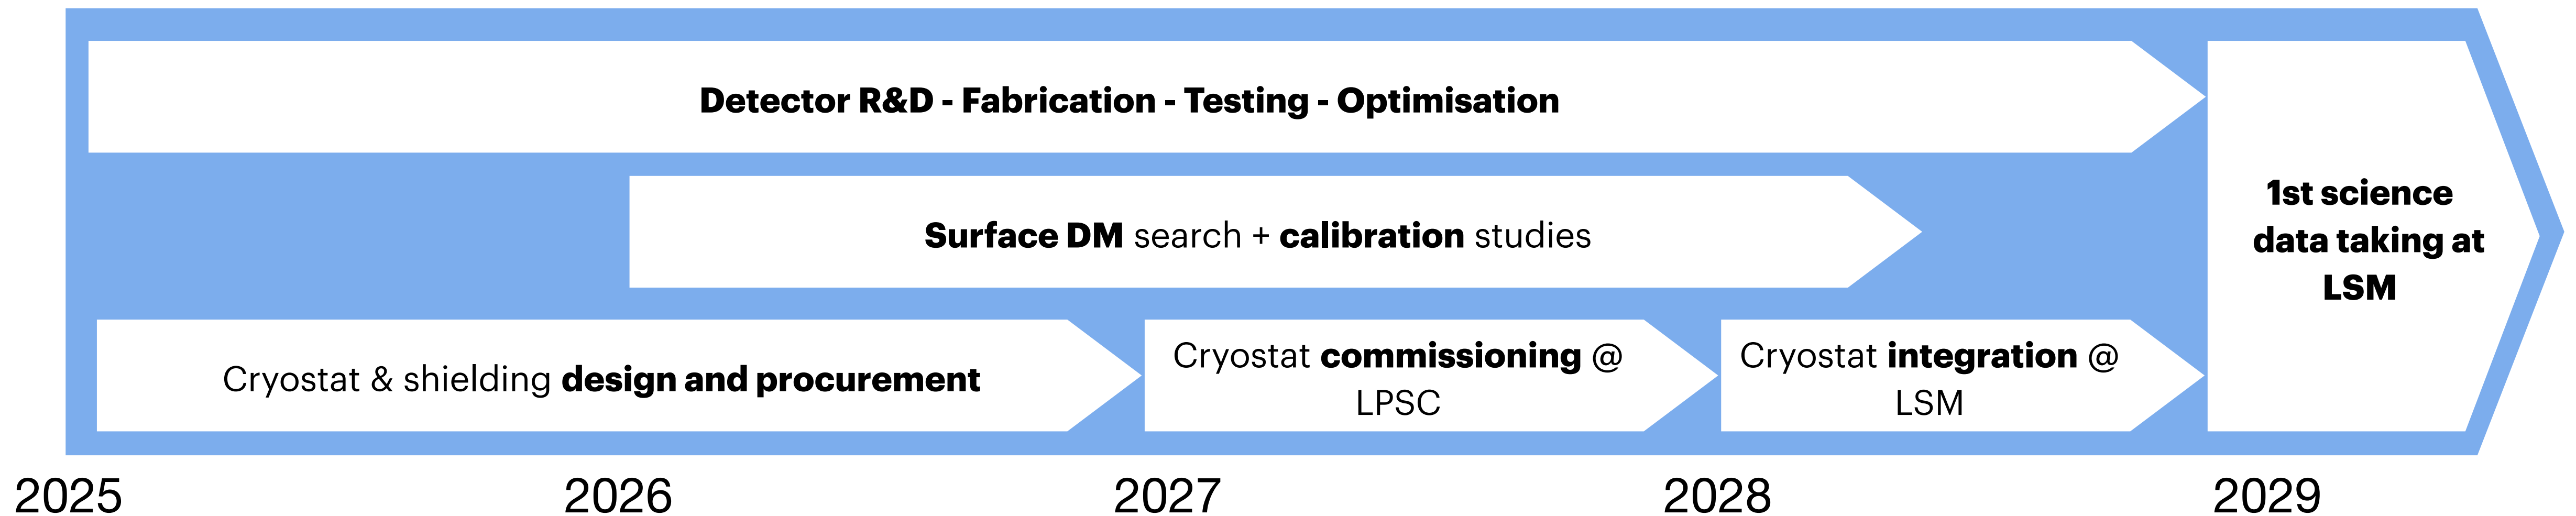 Detector R&D - Fabrication - Testing - Optimisation
Surface DM search + calibration studies
Cryostat & shielding design and procurement
Cryostat commissioning @
LPSC
Cryostat integration @
LSM
1st science
data taking at
LSM
2025
2026
2027
2028
2029